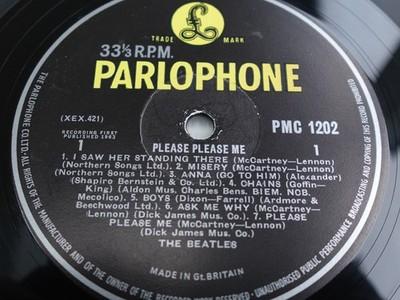 £
TRADE MARK
33⅓ R.P.M.
PARLOPHONE
(XEX.421)
PMC 1202
RECORDING FIRST
PUBLISHED 1963
1
PLEASE PLEASE ME
1
1. I SAW HER STANDING THERE (McCartney—Lennon)
(Northern Songs Ltd.) 2. MISERY (McCartney—Lennon)
(Northern Songs Ltd.) 3. ANNA (GO TO HIM) (Alexander)
(Shapiro Bernstein & Co. Ltd.) 4. CHAINS (Goffin-
King) (Aldon Mus. Charles Bens. BIEM. NCB.
Mecolico). 5. BOYS (Dixon—Farrell) (Ardmore &
Beechwood Ltd.) 6. ASK ME WHY (McCartney—
Lennon) (Dick James Mus. Co.) 7. PLEASE
PLEASE ME (McCartney—Lennon)
(Dick James Mus. Co.)
THE BEATLES
MADE IN Gt. BRITAIN
THE PARLOPHONE CO. LTD. ALL RIGHTS OF THE MANUFACTURER AND OF THE OWNER OF THE RECORDED WORK RESERVED · UNAUTHORISED PUBLIC PERFORMANCE BROADCASTING AND COPYING OF THIS RECORD PROHIBITED